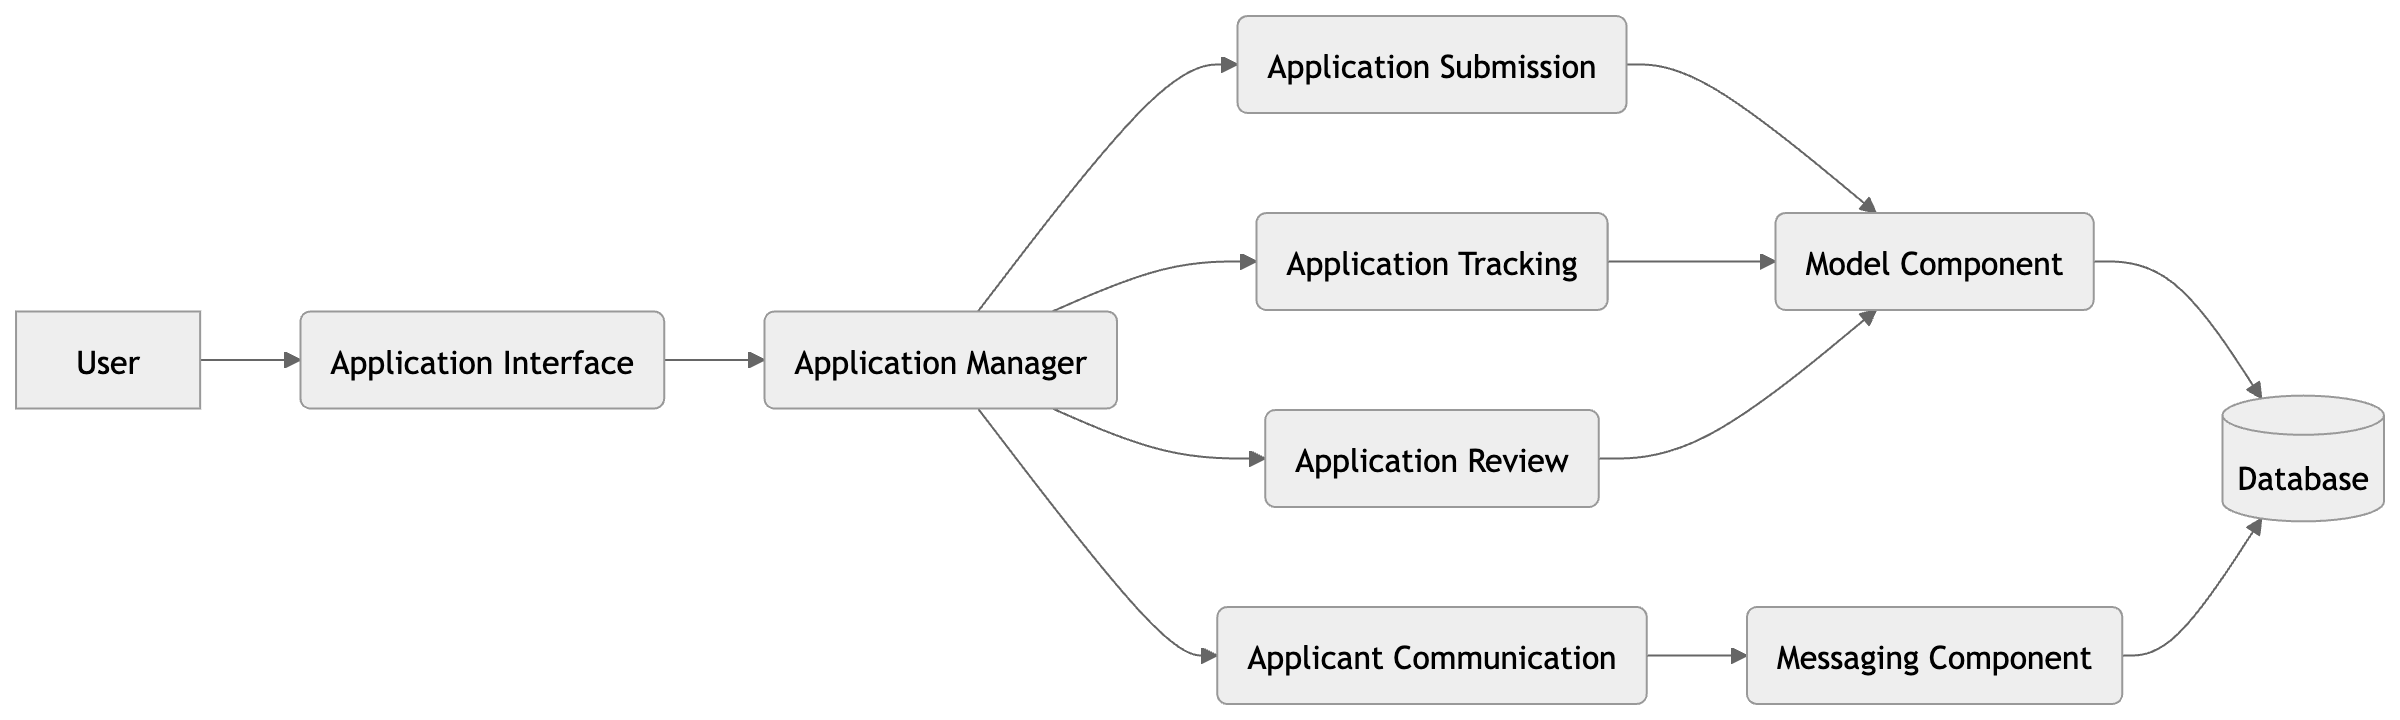 User
Application Interface
Application Manager
Application Submission
Application Tracking
Application Review
Applicant Communication
Model Component
Messaging Component
Database